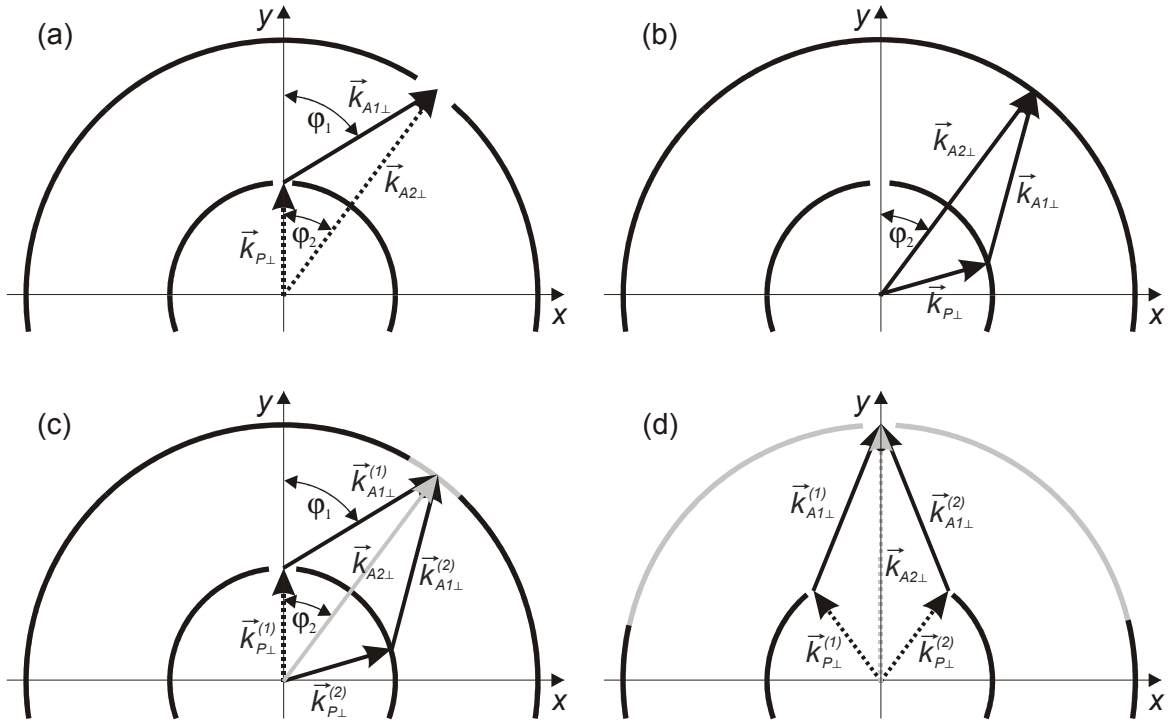 (a)
y
φ1
k⃗A1⊥
k⃗A2⊥
φ2
k⃗P⊥
x
(b)
y
k⃗A2⊥
k⃗A1⊥
φ2
k⃗P⊥
x
(c)
y
k⃗(1)A1⊥
φ1
k⃗A2⊥
k⃗(2)A1⊥
φ2
k⃗(1)P⊥
k⃗(2)P⊥
x
(d)
y
k⃗(1)A1⊥
k⃗(2)A1⊥
k⃗A2⊥
k⃗(1)P⊥
k⃗(2)P⊥
x